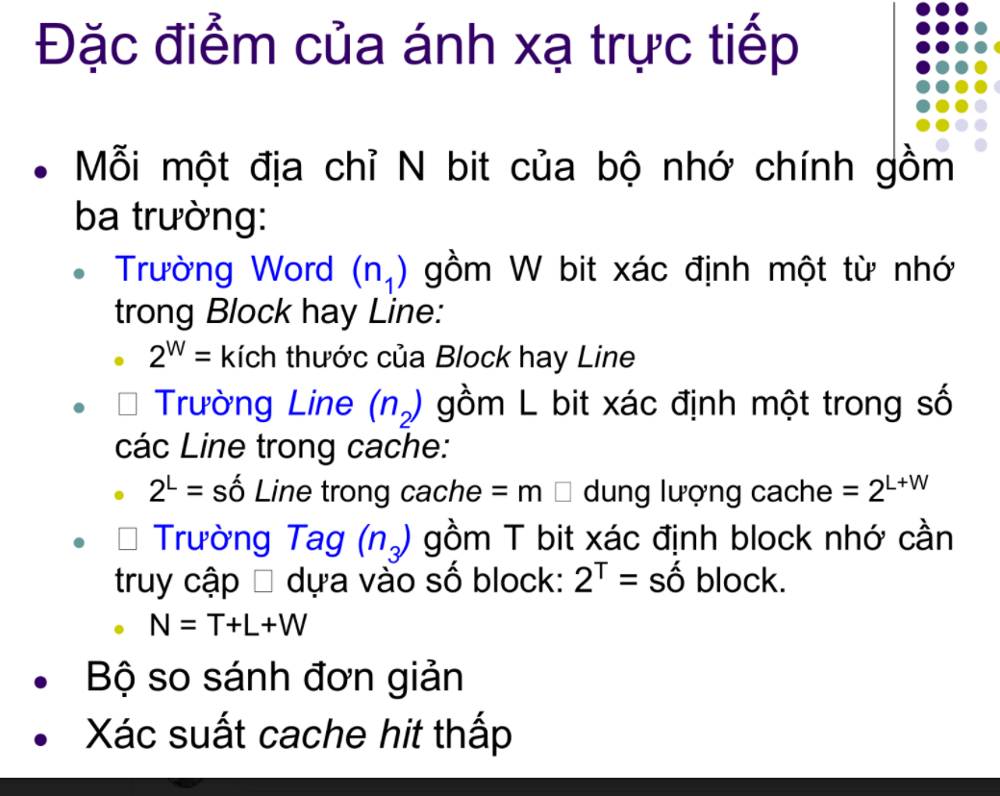 Đặc điểm của ánh xạ trực tiếp
Mỗi một địa chỉ N bit của bộ nhớ chính gồm
ba trường:
Trường Word (n₁) gồm W bit xác định một từ nhớ
trong Block hay Line:
2^W = kích thước của Block hay Line
□ Trường Line (n₂) gồm L bit xác định một trong số
các Line trong cache:
2^L = số Line trong cache = m □ dung lượng cache = 2^(L+W)
□ Trường Tag (n₃) gồm T bit xác định block nhớ cần
truy cập □ dựa vào số block: 2^T = số block.
N = T+L+W
Bộ so sánh đơn giản
Xác suất cache hit thấp